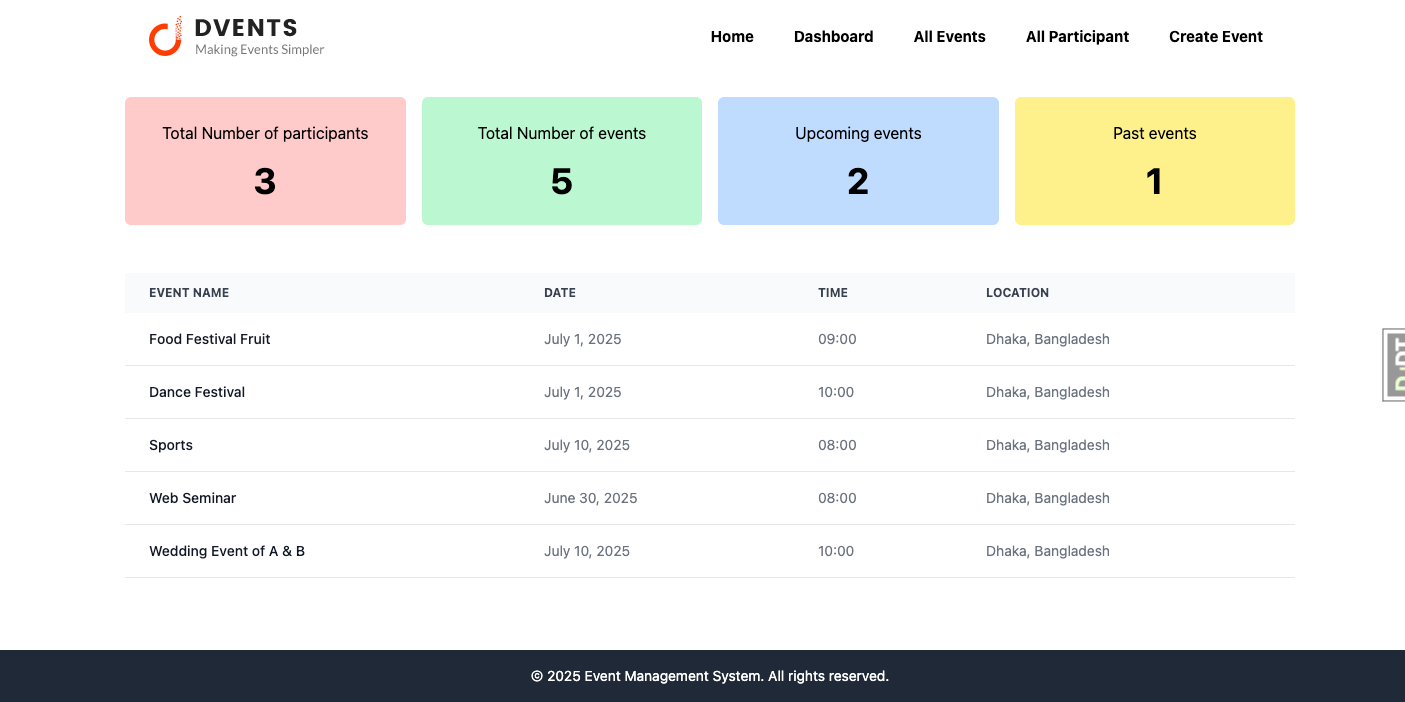 DVENTS
Making Events Simpler
Home Dashboard All Events All Participant Create Event
Total Number of participants Total Number of events Upcoming events Past events
3 5 2 1
EVENT NAME DATE TIME LOCATION
Food Festival Fruit July 1, 2025 09:00 Dhaka, Bangladesh
Dance Festival July 1, 2025 10:00 Dhaka, Bangladesh
Sports July 10, 2025 08:00 Dhaka, Bangladesh
Web Seminar June 30, 2025 08:00 Dhaka, Bangladesh
Wedding Event of A & B July 10, 2025 10:00 Dhaka, Bangladesh
DjDT
© 2025 Event Management System. All rights reserved.